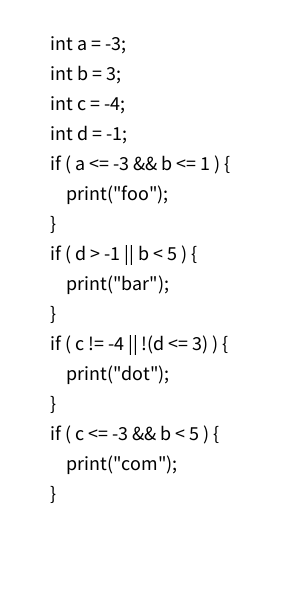 int a = -3;
int b = 3;
int c = -4;
int d = -1;
if ( a <= -3 && b <= 1 ) {
    print("foo");
}
if ( d > -1 || b < 5 ) {
    print("bar");
}
if ( c != -4 || !(d <= 3) ) {
    print("dot");
}
if ( c <= -3 && b < 5 ) {
    print("com");
}